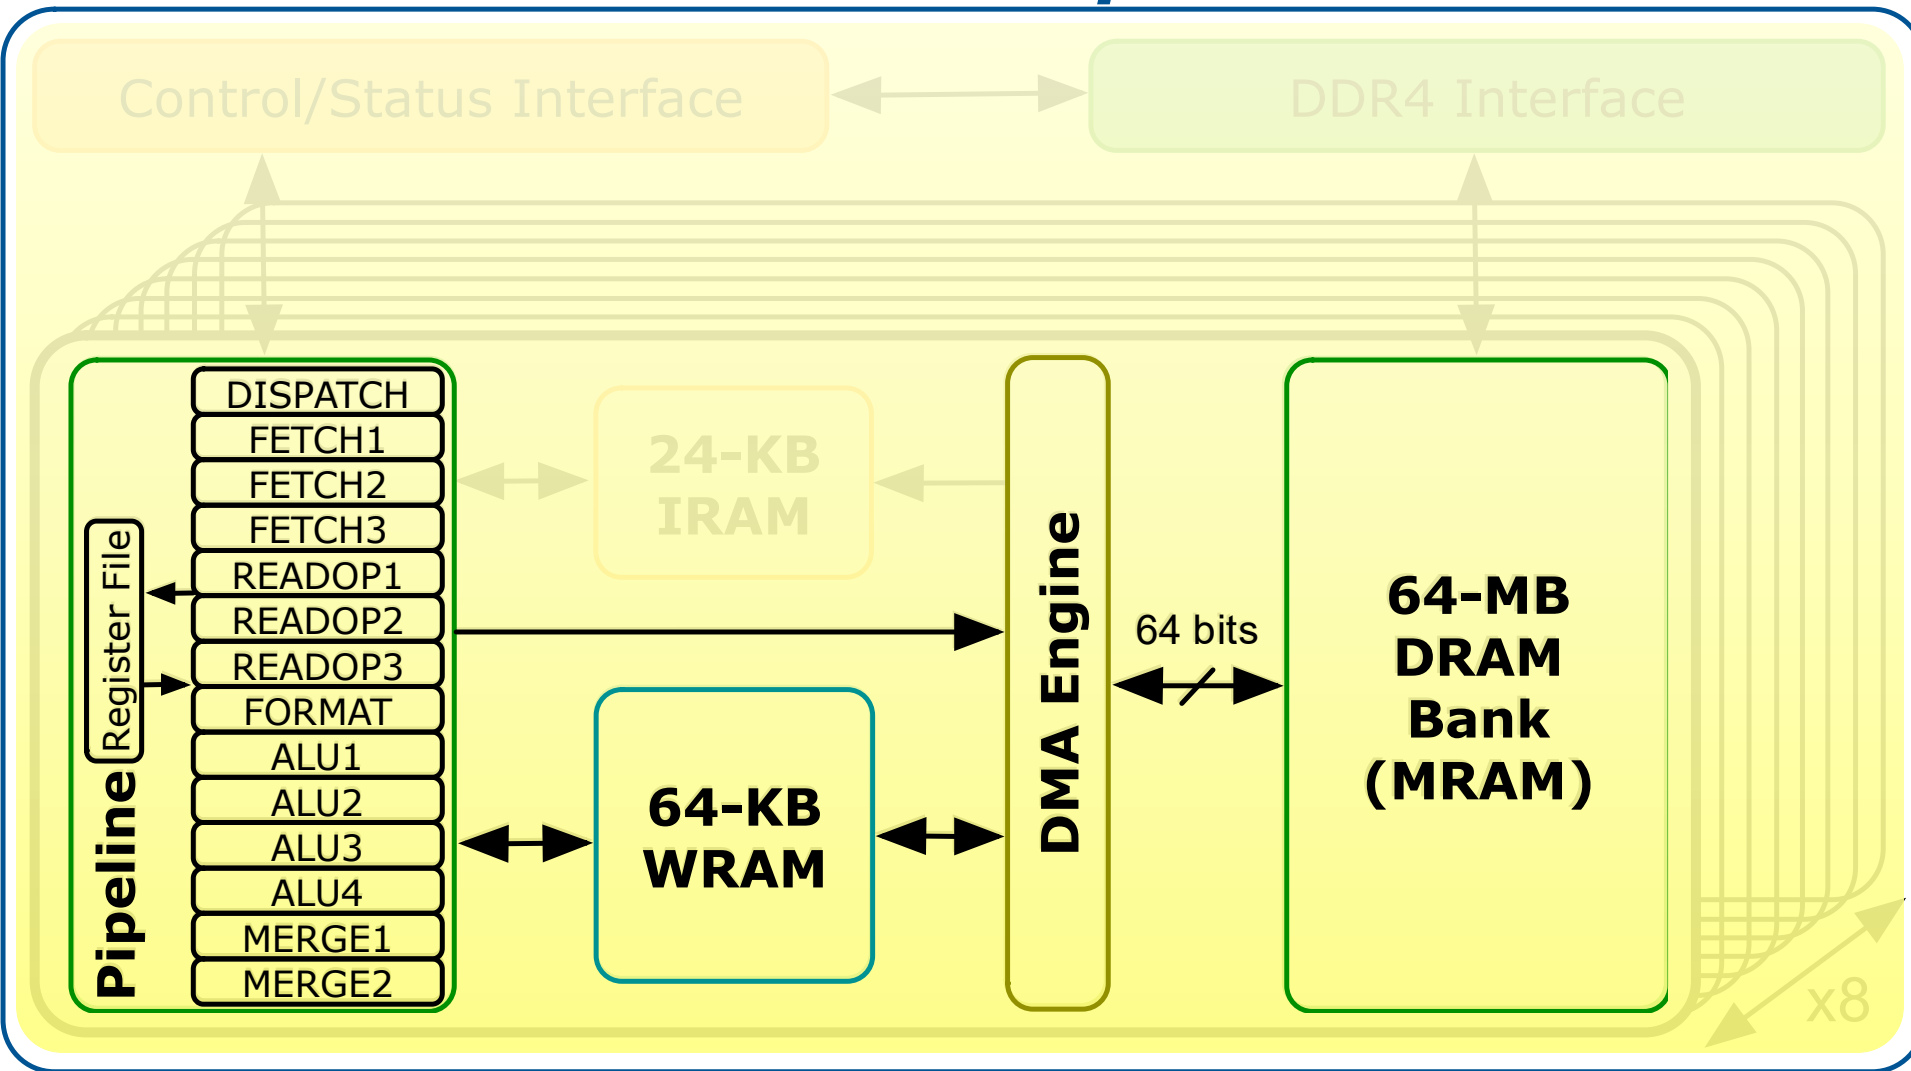 Control/Status Interface
DDR4 Interface
DISPATCH
FETCH1
FETCH2
FETCH3
READOP1
READOP2
READOP3
FORMAT
ALU1
ALU2
ALU3
ALU4
MERGE1
MERGE2
Register File
Pipeline
24-KB
IRAM
64-KB
WRAM
DMA Engine
64 bits
64-MB
DRAM
Bank
(MRAM)
x8